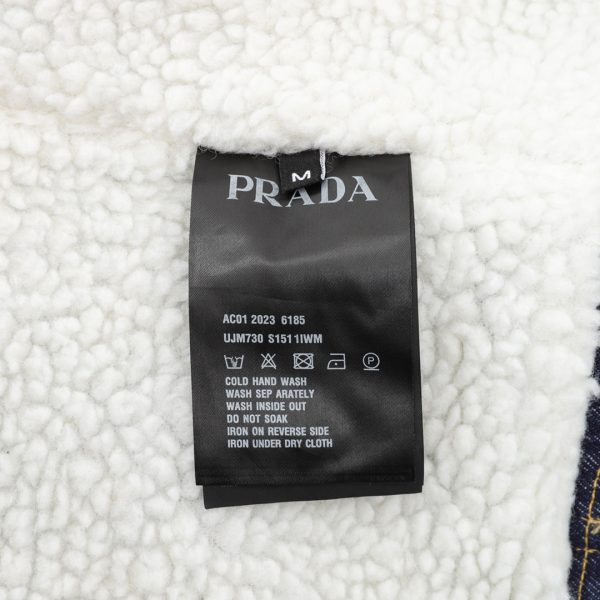 M
PRADA
AC01 2023 6185
UJM730 S151 1IWM
P
COLD HAND WASH
WASH SEP ARATELY
WASH INSIDE OUT
DO NOT SOAK
IRON ON REVERSE SIDE
IRON UNDER DRY CLOTH